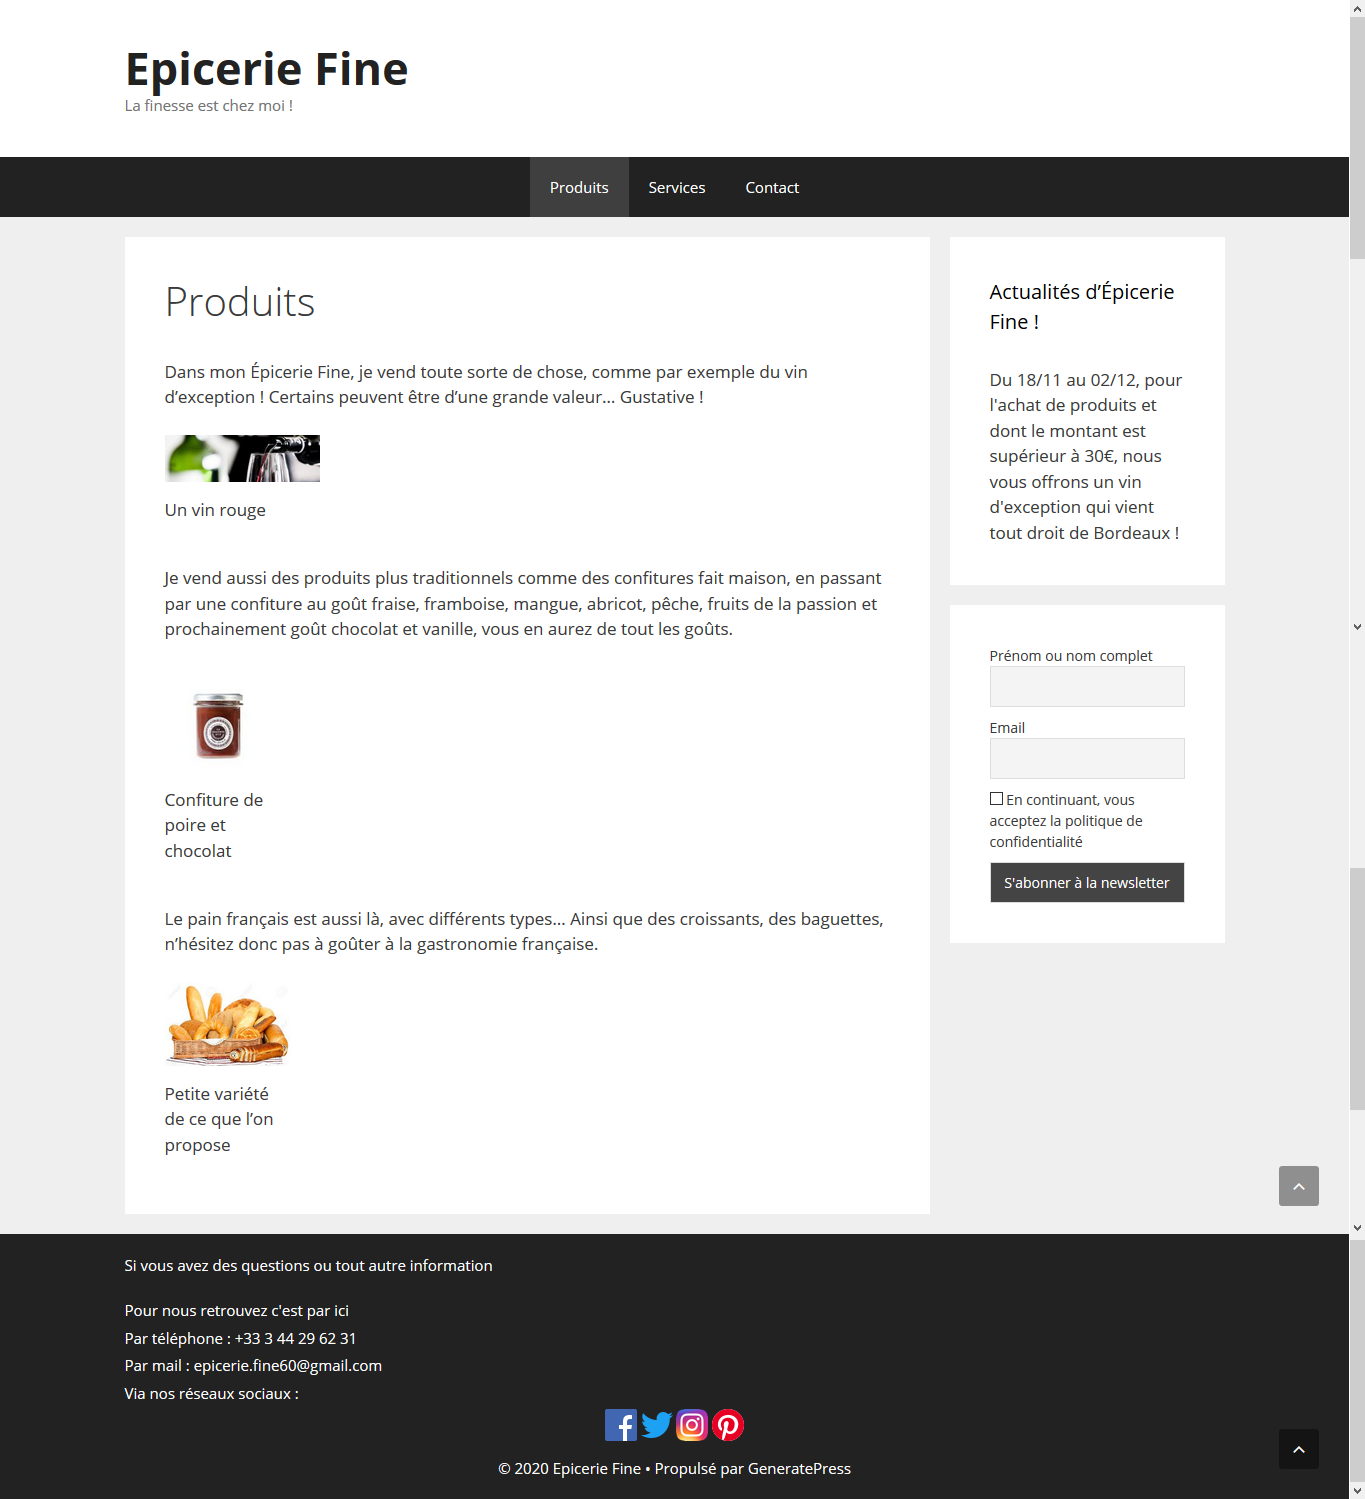 Epicerie Fine
La finesse est chez moi !
Produits
Services
Contact
Produits
Dans mon Épicerie Fine, je vend toute sorte de chose, comme par exemple du vin
d’exception ! Certains peuvent être d’une grande valeur… Gustative !
Un vin rouge
Je vend aussi des produits plus traditionnels comme des confitures fait maison, en passant
par une confiture au goût fraise, framboise, mangue, abricot, pêche, fruits de la passion et
prochainement goût chocolat et vanille, vous en aurez de tout les goûts.
Confiture de
poire et
chocolat
Le pain français est aussi là, avec différents types… Ainsi que des croissants, des baguettes,
n’hésitez donc pas à goûter à la gastronomie française.
Petite variété
de ce que l’on
propose
Actualités d’Épicerie
Fine !
Du 18/11 au 02/12, pour
l'achat de produits et
dont le montant est
supérieur à 30€, nous
vous offrons un vin
d'exception qui vient
tout droit de Bordeaux !
Prénom ou nom complet
Email
En continuant, vous
acceptez la politique de
confidentialité
S'abonner à la newsletter
Si vous avez des questions ou tout autre information
Pour nous retrouvez c'est par ici
Par téléphone : +33 3 44 29 62 31
Par mail : epicerie.fine60@gmail.com
Via nos réseaux sociaux :
© 2020 Epicerie Fine • Propulsé par GeneratePress